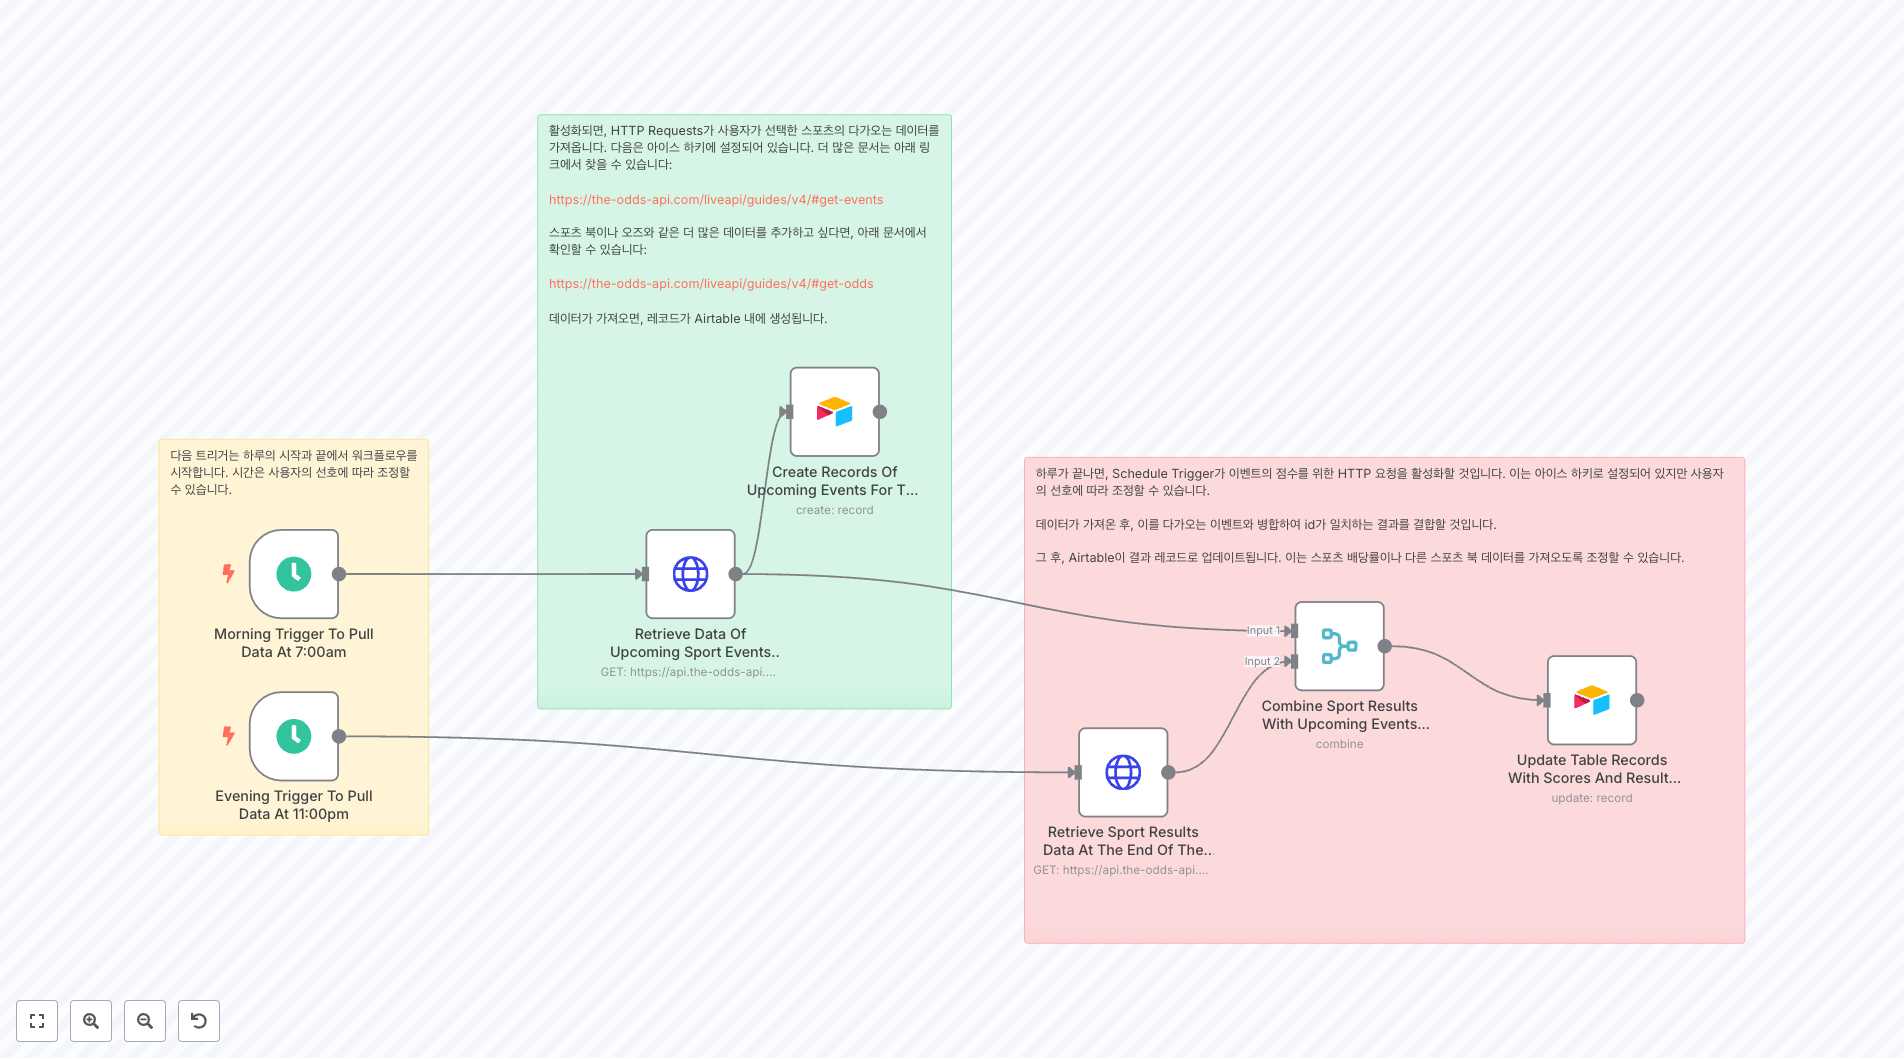 활성화되면, HTTP Requests가 사용자가 선택한 스포츠의 다가오는 데이터를
가져옵니다. 다음은 아이스 하키에 설정되어 있습니다. 더 많은 문서는 아래 링
크에서 찾을 수 있습니다:
https://the-odds-api.com/liveapi/guides/v4/#get-events
스포츠 북이나 오즈와 같은 더 많은 데이터를 추가하고 싶다면, 아래 문서에서
확인할 수 있습니다:
https://the-odds-api.com/liveapi/guides/v4/#get-odds
데이터가 가져오면, 레코드가 Airtable 내에 생성됩니다.
Create Records Of
Upcoming Events For T...
create: record
Retrieve Data Of
Upcoming Sport Events..
GET: https://api.the-odds-api....
다음 트리거는 하루의 시작과 끝에서 워크플로우를
시작합니다. 시간은 사용자의 선호에 따라 조정할
수 있습니다.
Morning Trigger To Pull
Data At 7:00am
Evening Trigger To Pull
Data At 11:00pm
하루가 끝나면, Schedule Trigger가 이벤트의 점수를 위한 HTTP 요청을 활성화할 것입니다. 이는 아이스 하키로 설정되어 있지만 사용자
의 선호에 따라 조정할 수 있습니다.
데이터가 가져온 후, 이를 다가오는 이벤트와 병합하여 id가 일치하는 결과를 결합할 것입니다.
그 후, Airtable이 결과 레코드로 업데이트됩니다. 이는 스포츠 배당률이나 다른 스포츠 북 데이터를 가져오도록 조정할 수 있습니다.
Input 1
Input 2
Combine Sport Results
With Upcoming Events...
combine
Update Table Records
With Scores And Result...
update: record
Retrieve Sport Results
Data At The End Of The..
GET: https://api.the-odds-api....